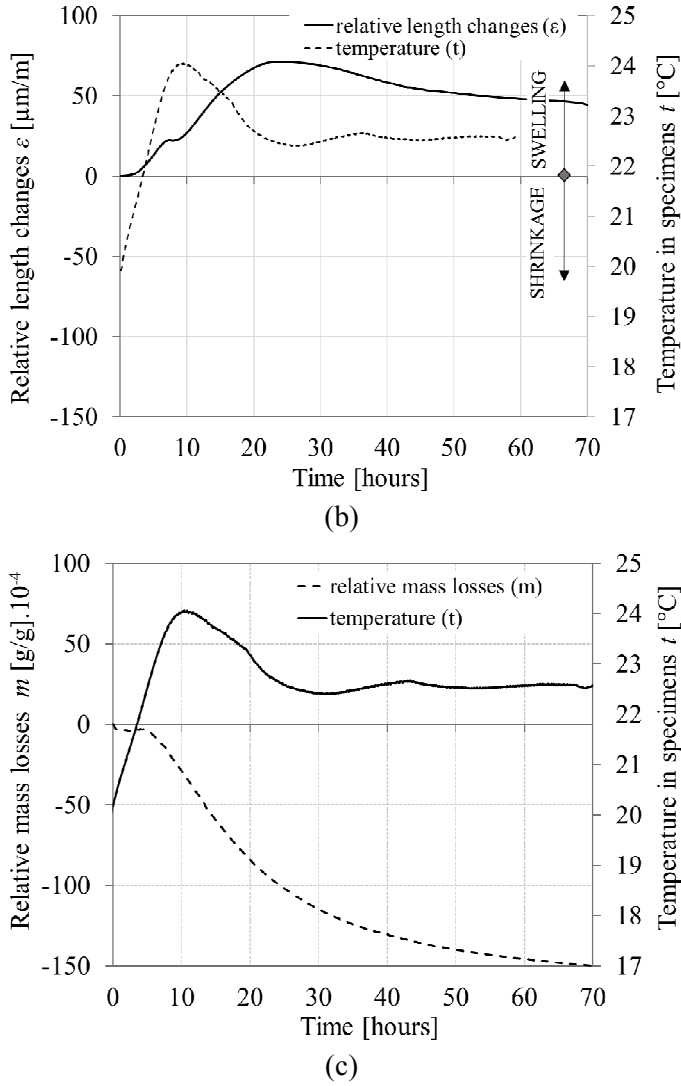 relative length changes (ε)
temperature (t)
Relative length changes ε [μm/m]
100
50
0
-50
-100
-150
25
24
23
22
21
20
19
18
17
Temperature in specimens t [°C]
SWELLING
SHRINKAGE
0 10 20 30 40 50 60 70
Time [hours]
(b)
relative mass losses (m)
temperature (t)
Relative mass losses m [g/g].10⁻⁴
100
50
0
-50
-100
-150
25
24
23
22
21
20
19
18
17
Temperature in specimens t [°C]
0 10 20 30 40 50 60 70
Time [hours]
(c)